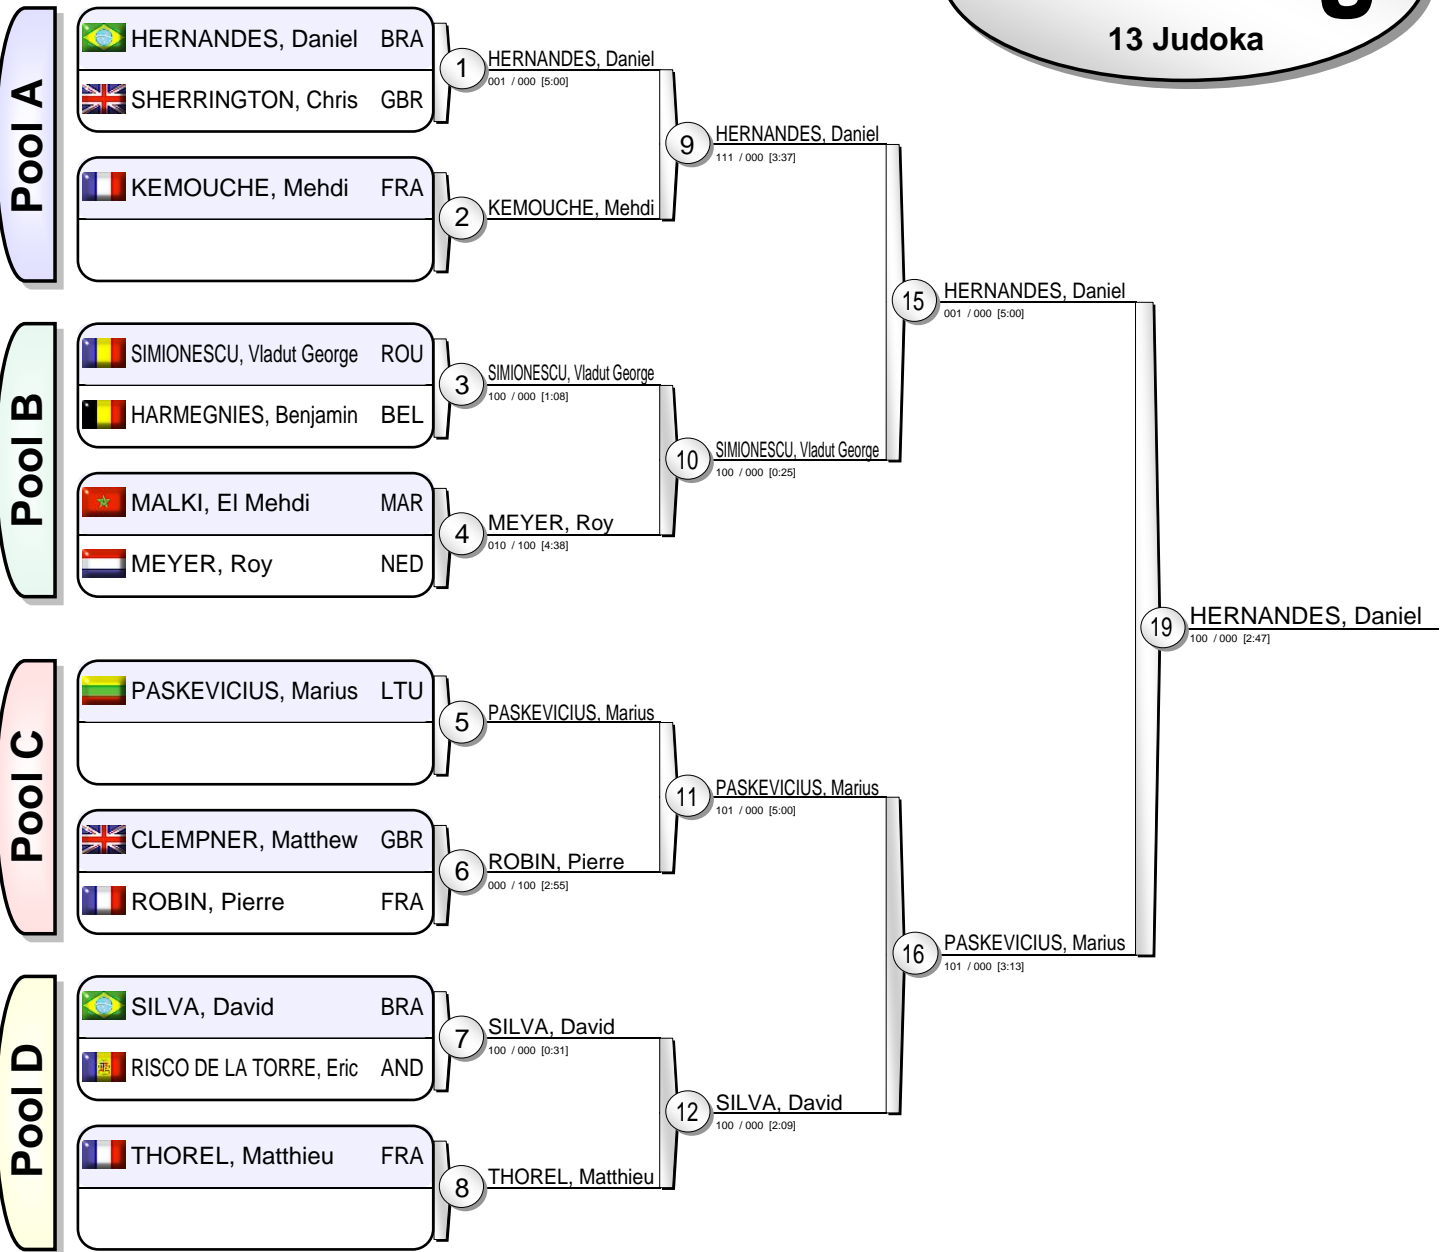 13 Judoka
Pool A
HERNANDES, Daniel BRA
SHERRINGTON, Chris GBR
KEMOUCHE, Mehdi FRA
1
HERNANDES, Daniel
001 / 000 [5:00]
2
KEMOUCHE, Mehdi
9
HERNANDES, Daniel
111 / 000 [3:37]
Pool B
SIMIONESCU, Vladut George ROU
HARMEGNIES, Benjamin BEL
MALKI, El Mehdi MAR
MEYER, Roy NED
3
SIMIONESCU, Vladut George
100 / 000 [1:08]
4
MEYER, Roy
010 / 100 [4:38]
10
SIMIONESCU, Vladut George
100 / 000 [0:25]
15
HERNANDES, Daniel
001 / 000 [5:00]
Pool C
PASKEVICIUS, Marius LTU
CLEMPNER, Matthew GBR
ROBIN, Pierre FRA
5
PASKEVICIUS, Marius
6
ROBIN, Pierre
000 / 100 [2:55]
11
PASKEVICIUS, Marius
101 / 000 [5:00]
Pool D
SILVA, David BRA
RISCO DE LA TORRE, Eric AND
THOREL, Matthieu FRA
7
SILVA, David
100 / 000 [0:31]
8
THOREL, Matthieu
12
SILVA, David
100 / 000 [2:09]
16
PASKEVICIUS, Marius
101 / 000 [3:13]
19
HERNANDES, Daniel
100 / 000 [2:47]